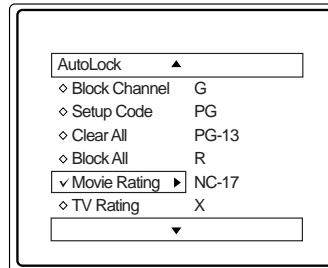 AutoLock
Block Channel G
Setup Code PG
Clear All PG-13
Block All R
Movie Rating NC-17
TV Rating X